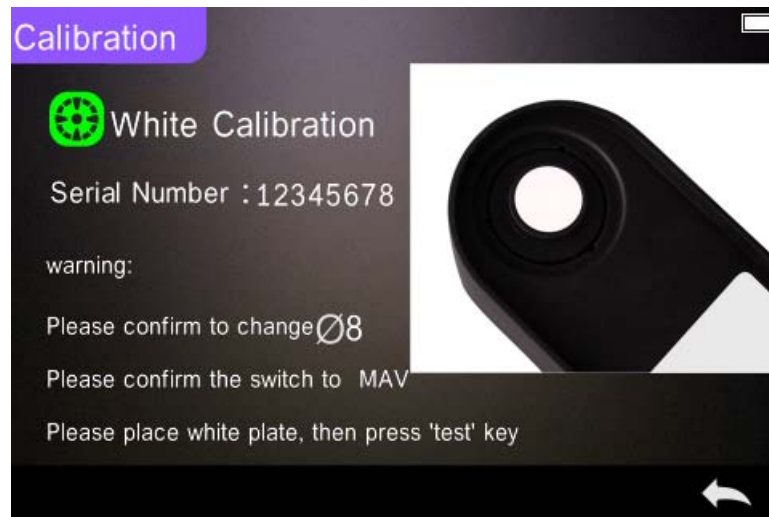 Calibration
White Calibration
Serial Number :12345678
warning:
Please confirm to change∅8
Please confirm the switch to MAV
Please place white plate, then press 'test' key